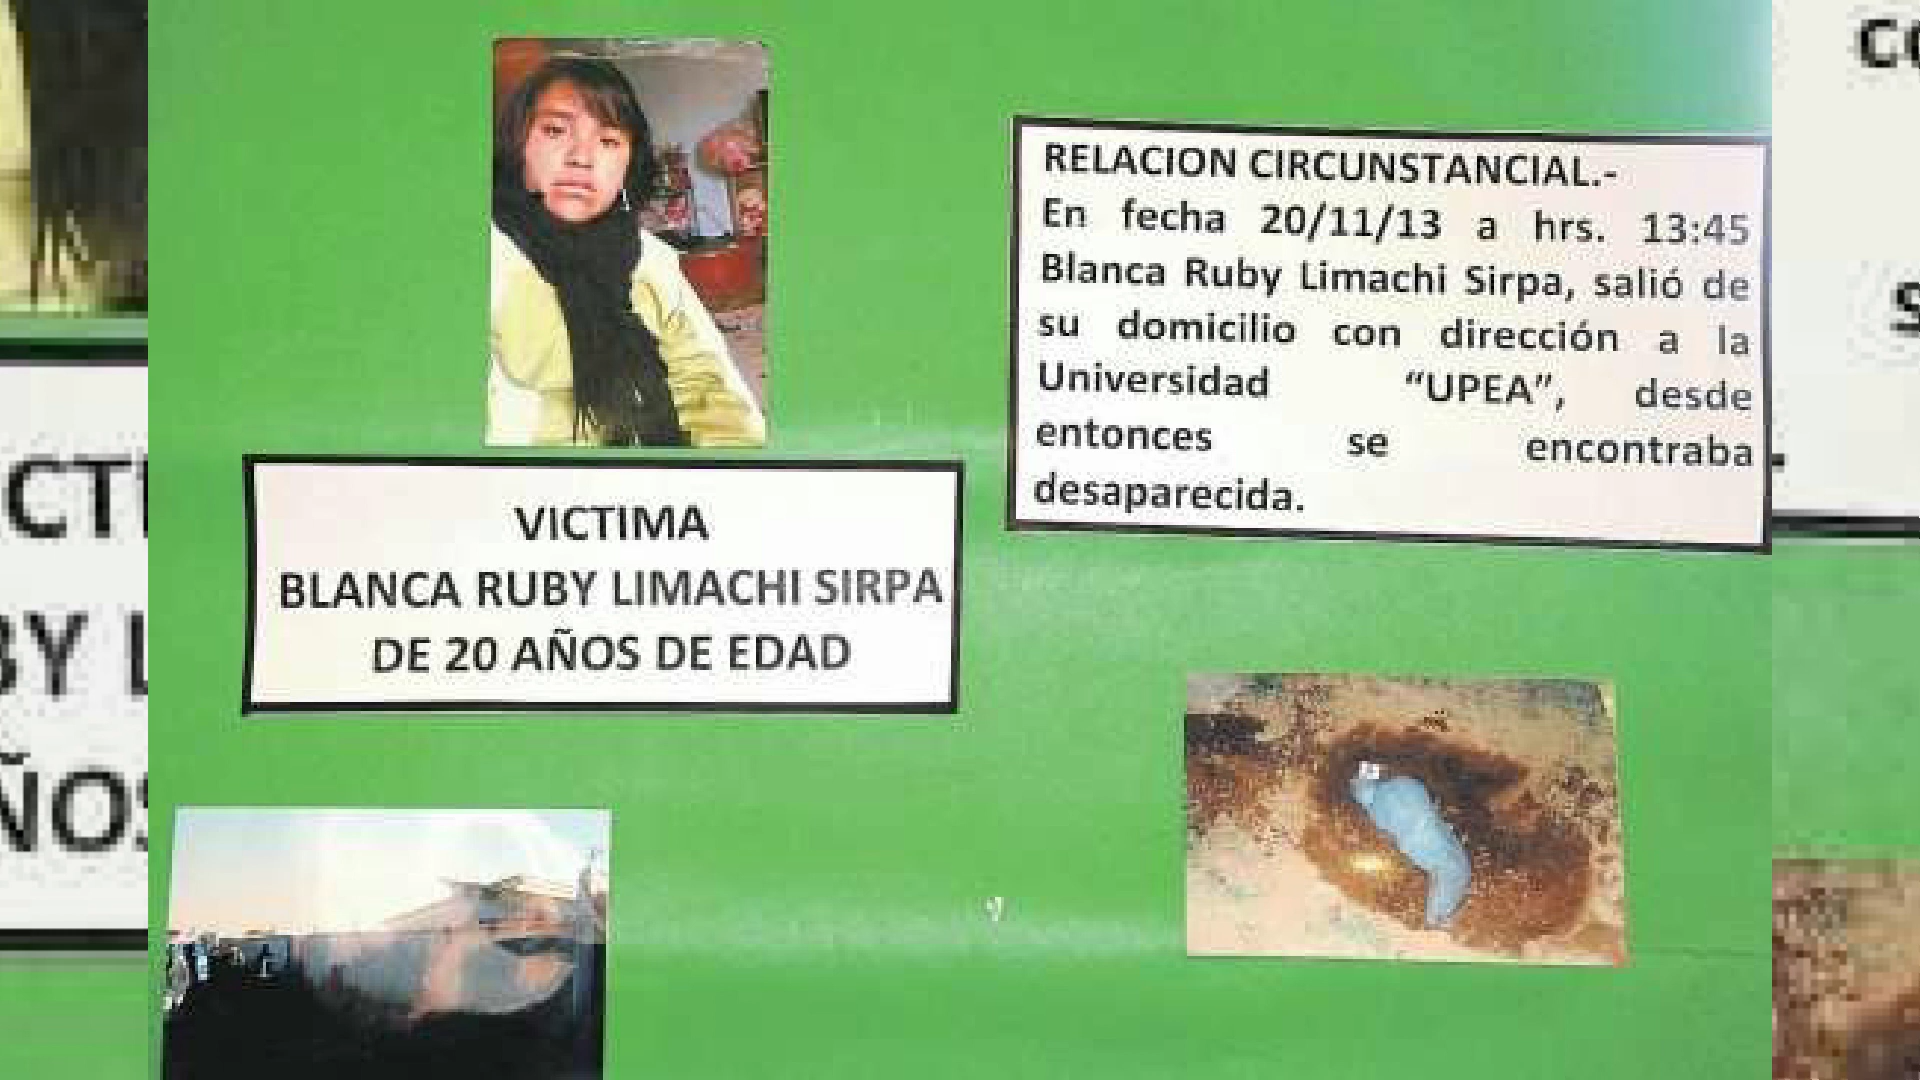 VICTIMA
BLANCA RUBY LIMACHI SIRPA
DE 20 AÑOS DE EDAD
RELACION CIRCUNSTANCIAL.-
En fecha 20/11/13 a hrs. 13:45
Blanca Ruby Limachi Sirpa, salió de
su domicilio con dirección a la
Universidad “UPEA”, desde
entonces se encontraba
desaparecida.